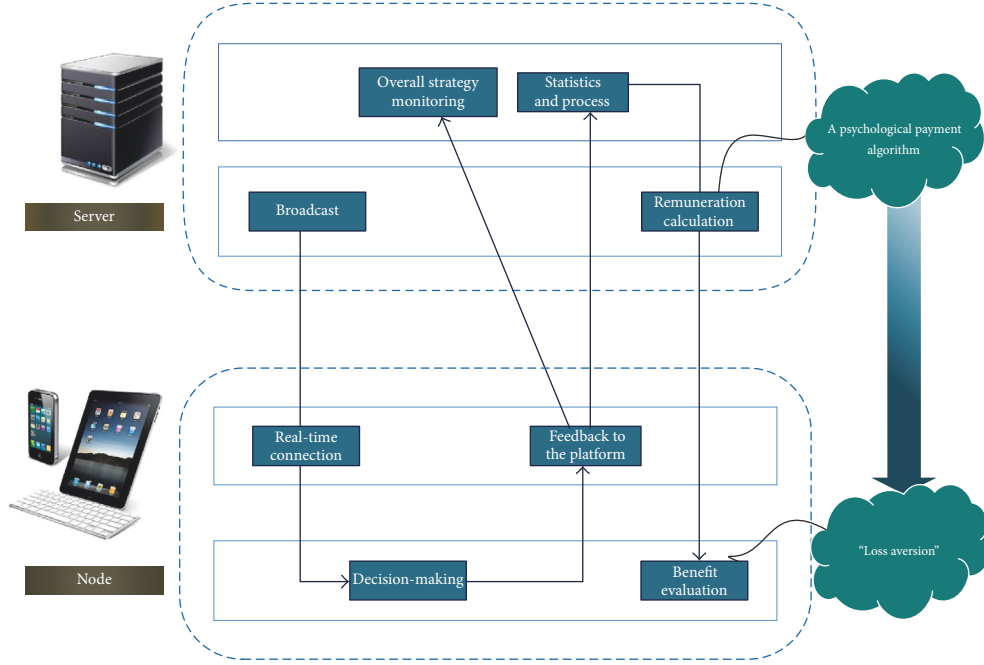 Overall strategy
monitoring
Statistics
and process
A psychological payment
algorithm
Server
Broadcast
Remuneration
calculation
Real-time
connection
Feedback to
the platform
Node
Decision-making
Benefit
evaluation
“Loss aversion”